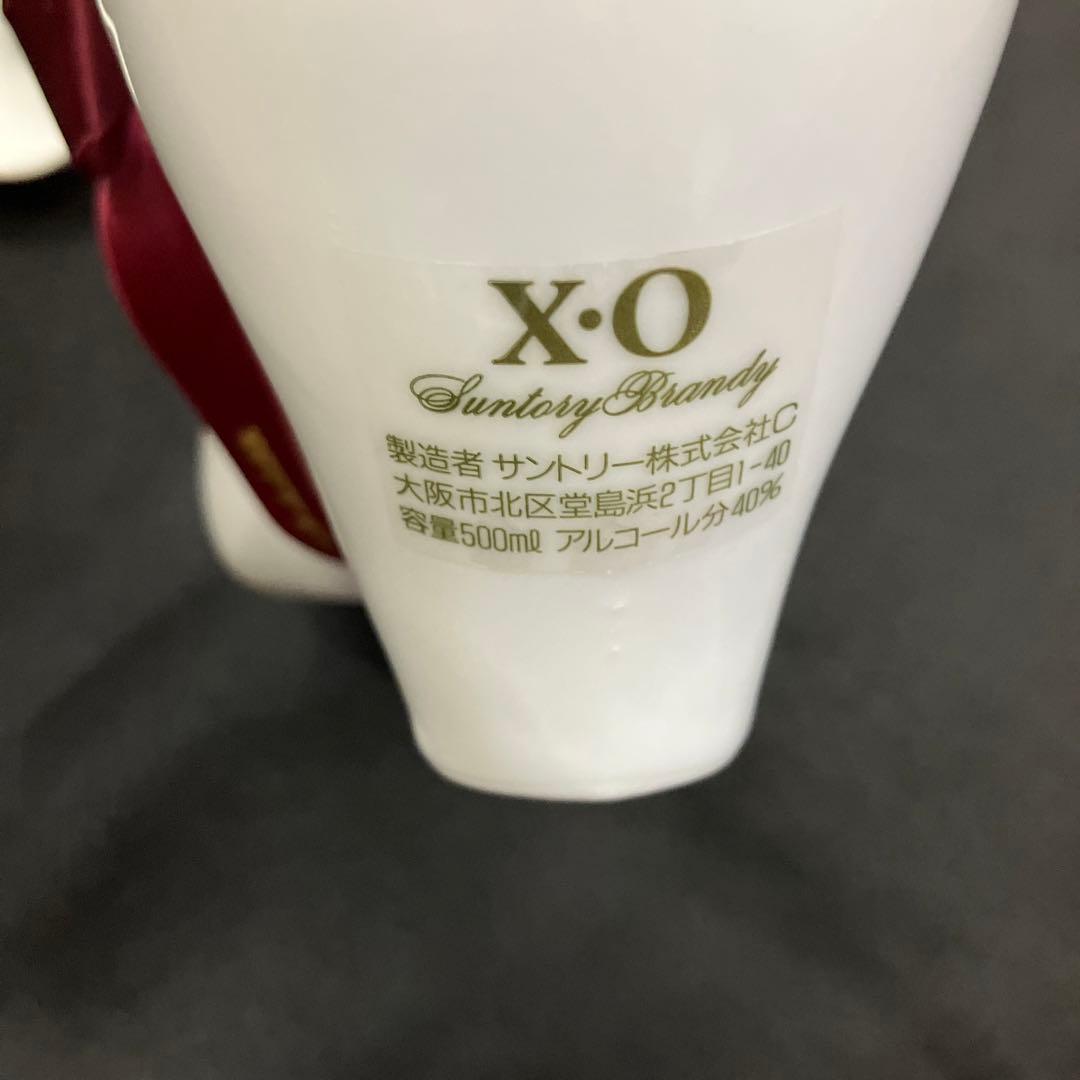 X·O
Suntory Brandy
製造者 サントリー株式会社C
大阪市北区堂島浜2丁目1-40
容量500ml アルコール分40%